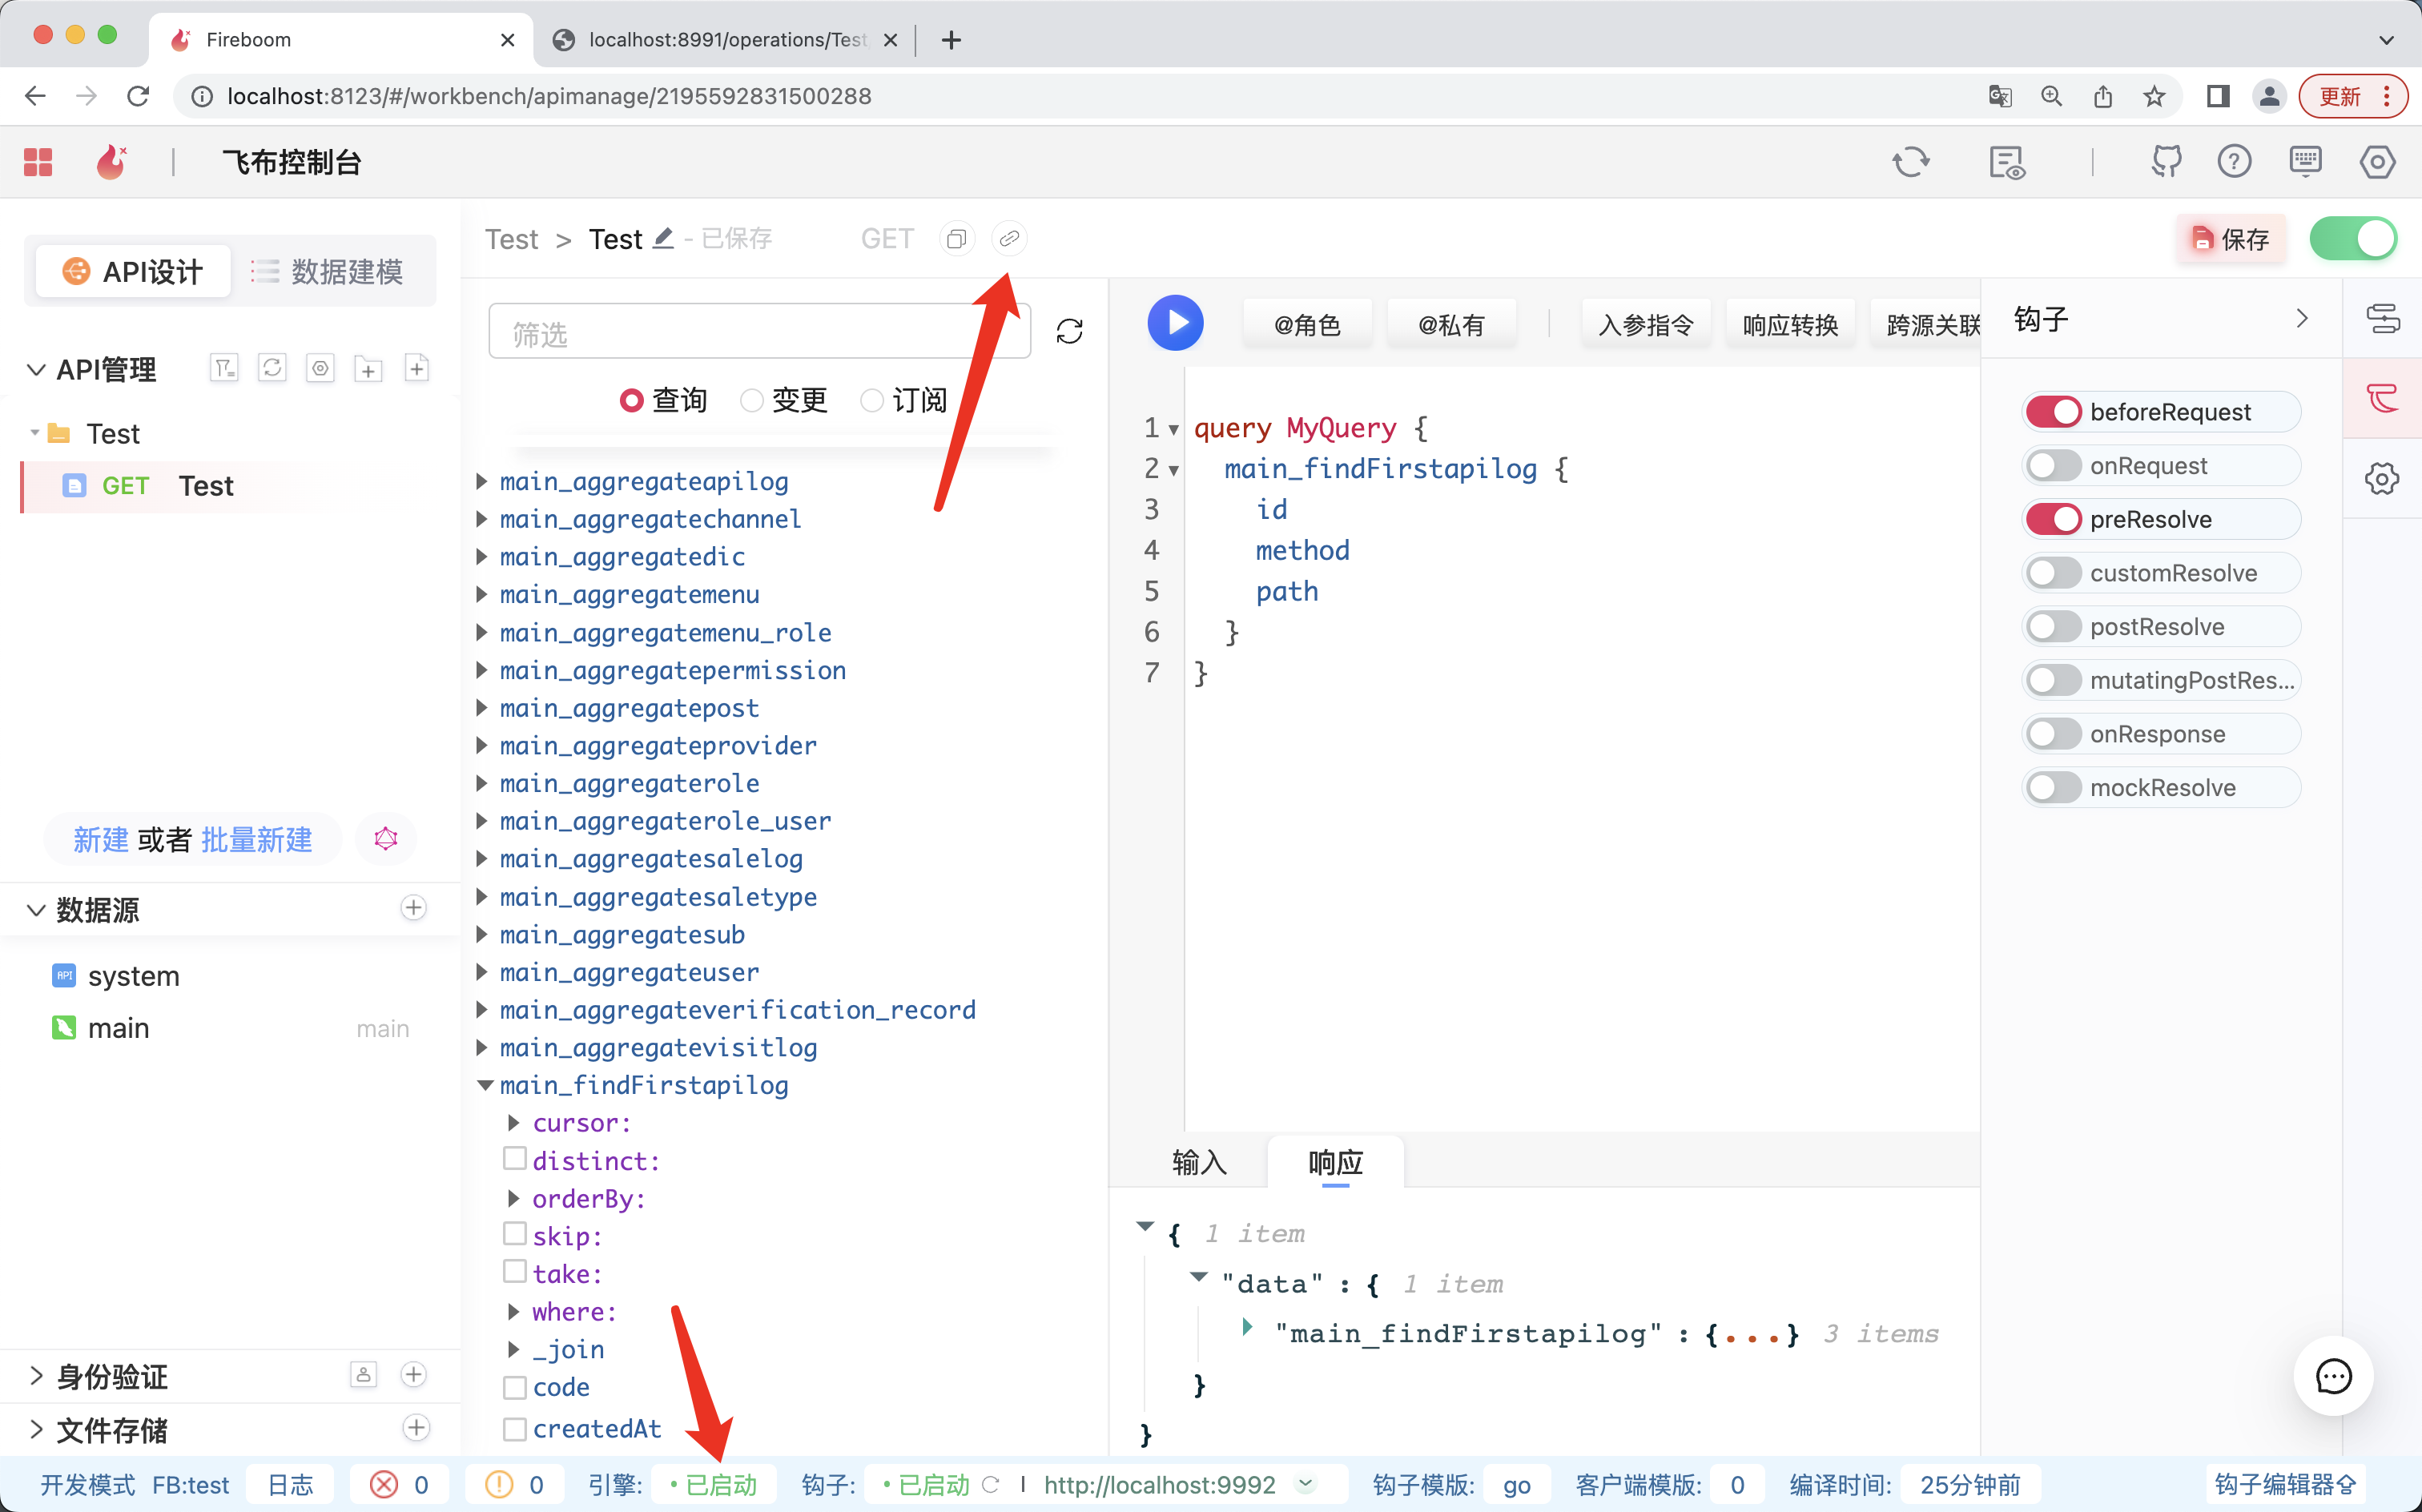 Fireboom
localhost:8991/operations/Test
localhost:8123/#/workbench/apimanage/2195592831500288
更新
飞布控制台
API设计
数据建模
Test > Test - 已保存 GET
保存
API管理
Test
GET Test
新建 或者 批量新建
数据源
API system
main main
身份验证
文件存储
筛选
查询 变更 订阅
main_aggregateapilog
main_aggregatechannel
main_aggregatedic
main_aggregatemenu
main_aggregatemenu_role
main_aggregatepermission
main_aggregatepost
main_aggregateprovider
main_aggregaterole
main_aggregaterole_user
main_aggregatesalelog
main_aggregatesaletype
main_aggregatesub
main_aggregateuser
main_aggregateverification_record
main_aggregatevisitlog
main_findFirstapilog
cursor:
distinct:
orderBy:
skip:
take:
where:
_join
code
createdAt
@角色 @私有 入参指令 响应转换 跨源关联
1 query MyQuery {
2 main_findFirstapilog {
3 id
4 method
5 path
6 }
7 }
输入 响应
{ 1 item
"data" : { 1 item
"main_findFirstapilog" : {...} 3 items
}
}
钩子
beforeRequest
onRequest
preResolve
customResolve
postResolve
mutatingPostRes...
onResponse
mockResolve
开发模式 FB:test 日志 0 0 引擎: 已启动 钩子: 已启动 | http://localhost:9992 钩子模版: go 客户端模版: 0 编译时间: 25分钟前 钩子编辑器